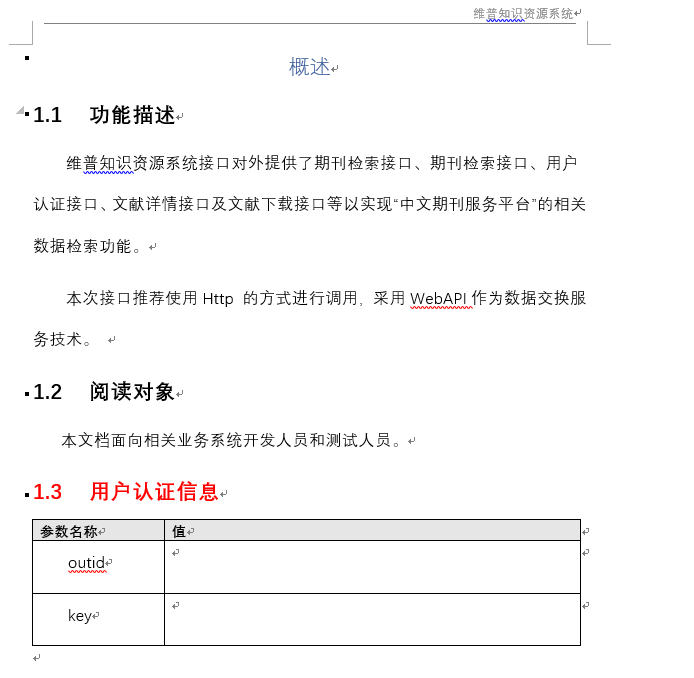 维普知识资源系统
概述
1.1 功能描述
维普知识资源系统接口对外提供了期刊检索接口、期刊检索接口、用户
认证接口、文献详情接口及文献下载接口等以实现“中文期刊服务平台”的相关
数据检索功能。
本次接口推荐使用 Http 的方式进行调用，采用 WebAPI 作为数据交换服
务技术。
1.2 阅读对象
本文档面向相关业务系统开发人员和测试人员。
1.3 用户认证信息
参数名称 值
outid
key